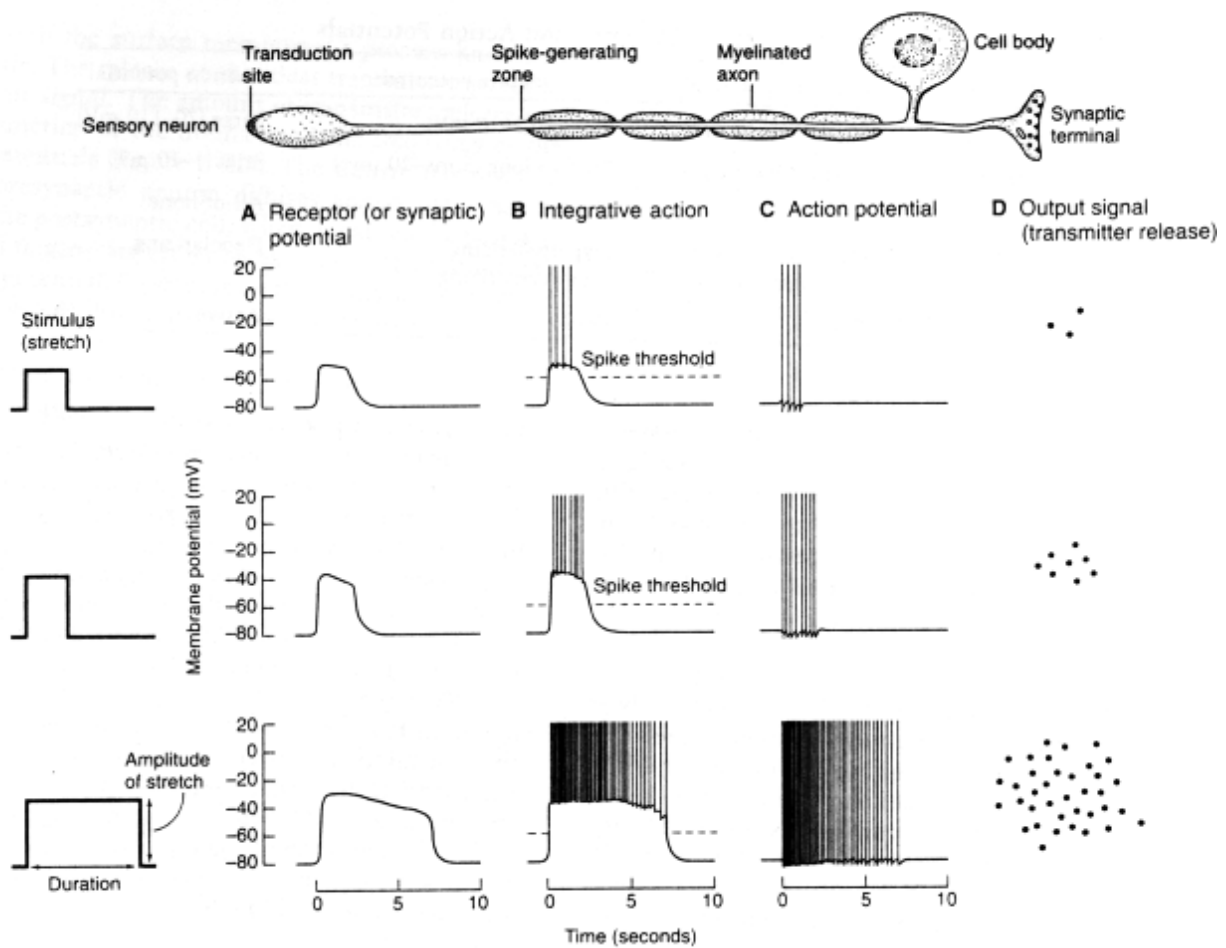 Transduction site
Spike-generating zone
Myelinated axon
Cell body
Sensory neuron
Synaptic terminal
A Receptor (or synaptic) potential
B Integrative action
C Action potential
D Output signal (transmitter release)
Stimulus (stretch)
Membrane potential (mV)
20
0
−20
−40
−60
−80
Spike threshold
20
0
−20
−40
−60
−80
Spike threshold
Amplitude of stretch
Duration
20
0
−20
−40
−60
−80
0 5 10
0 5 10
0 5 10
Time (seconds)